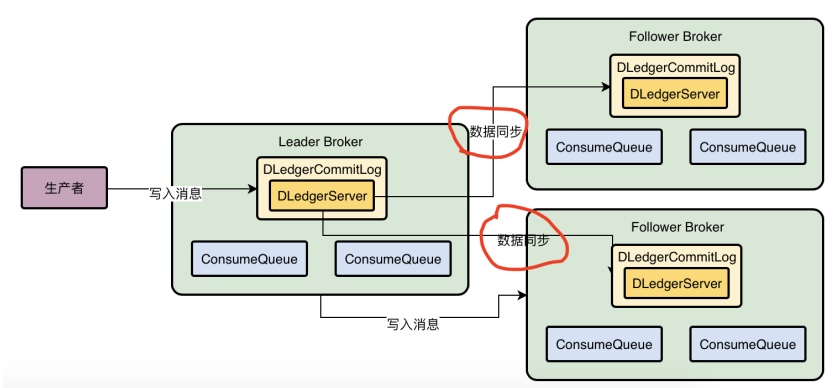 生产者
写入消息
Leader Broker
DLedgerCommitLog
DLedgerServer
ConsumeQueue
ConsumeQueue
数据同步
Follower Broker
DLedgerCommitLog
DLedgerServer
ConsumeQueue
ConsumeQueue
数据同步
写入消息
Follower Broker
DLedgerCommitLog
DLedgerServer
ConsumeQueue
ConsumeQueue